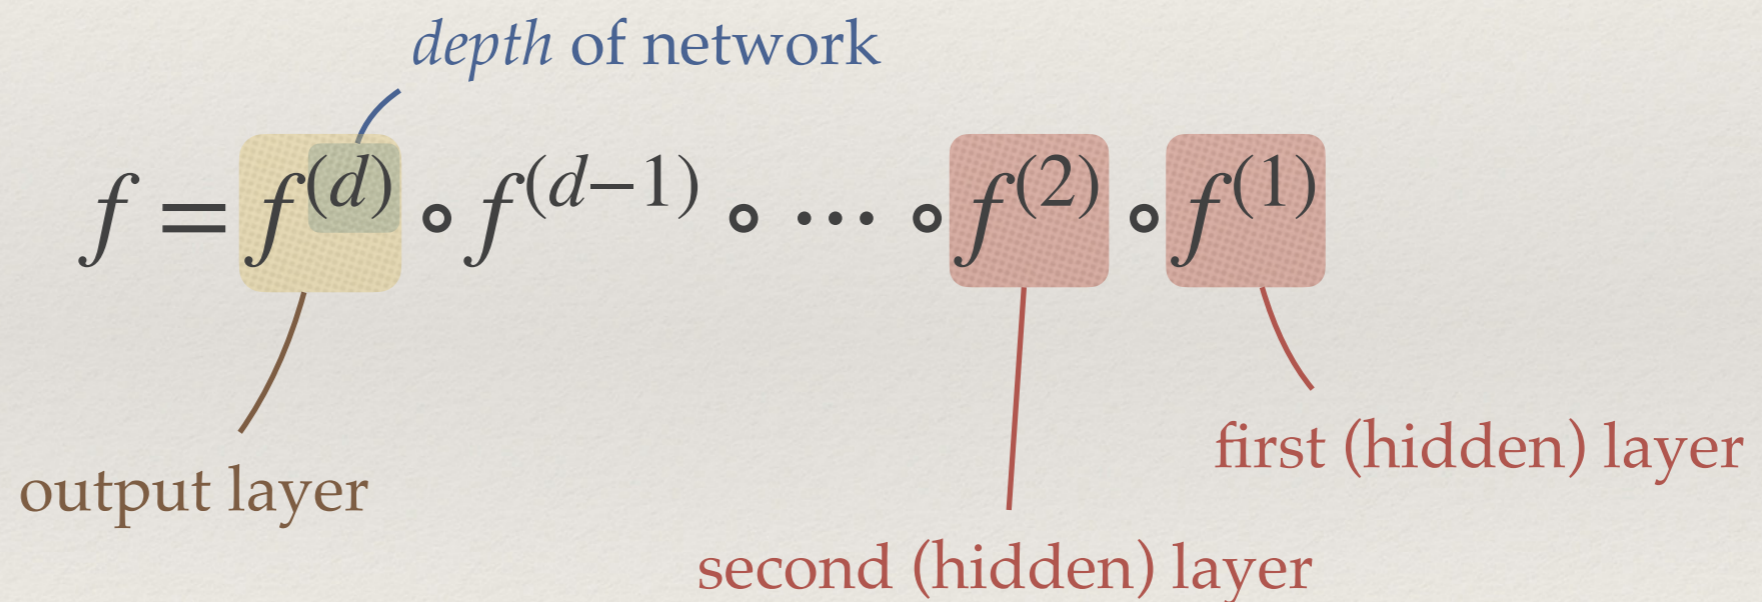 depth of network
f = f^(d) ∘ f^(d−1) ∘ ⋯ ∘ f^(2) ∘ f^(1)
first (hidden) layer
output layer
second (hidden) layer